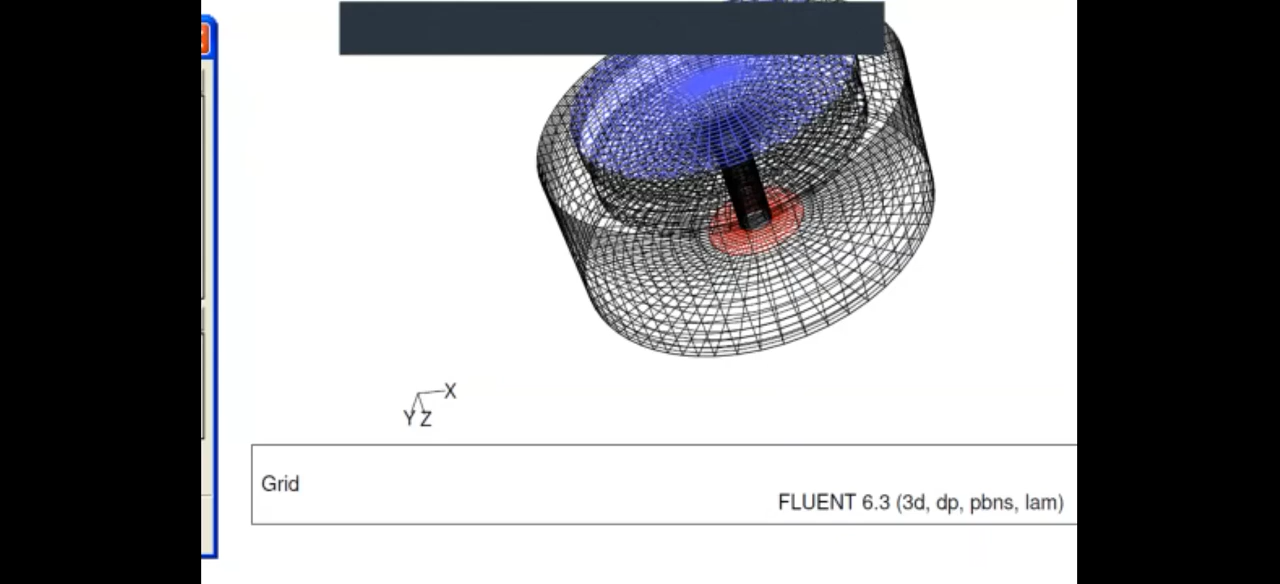 X
Y Z
Grid
FLUENT 6.3 (3d, dp, pbns, lam)